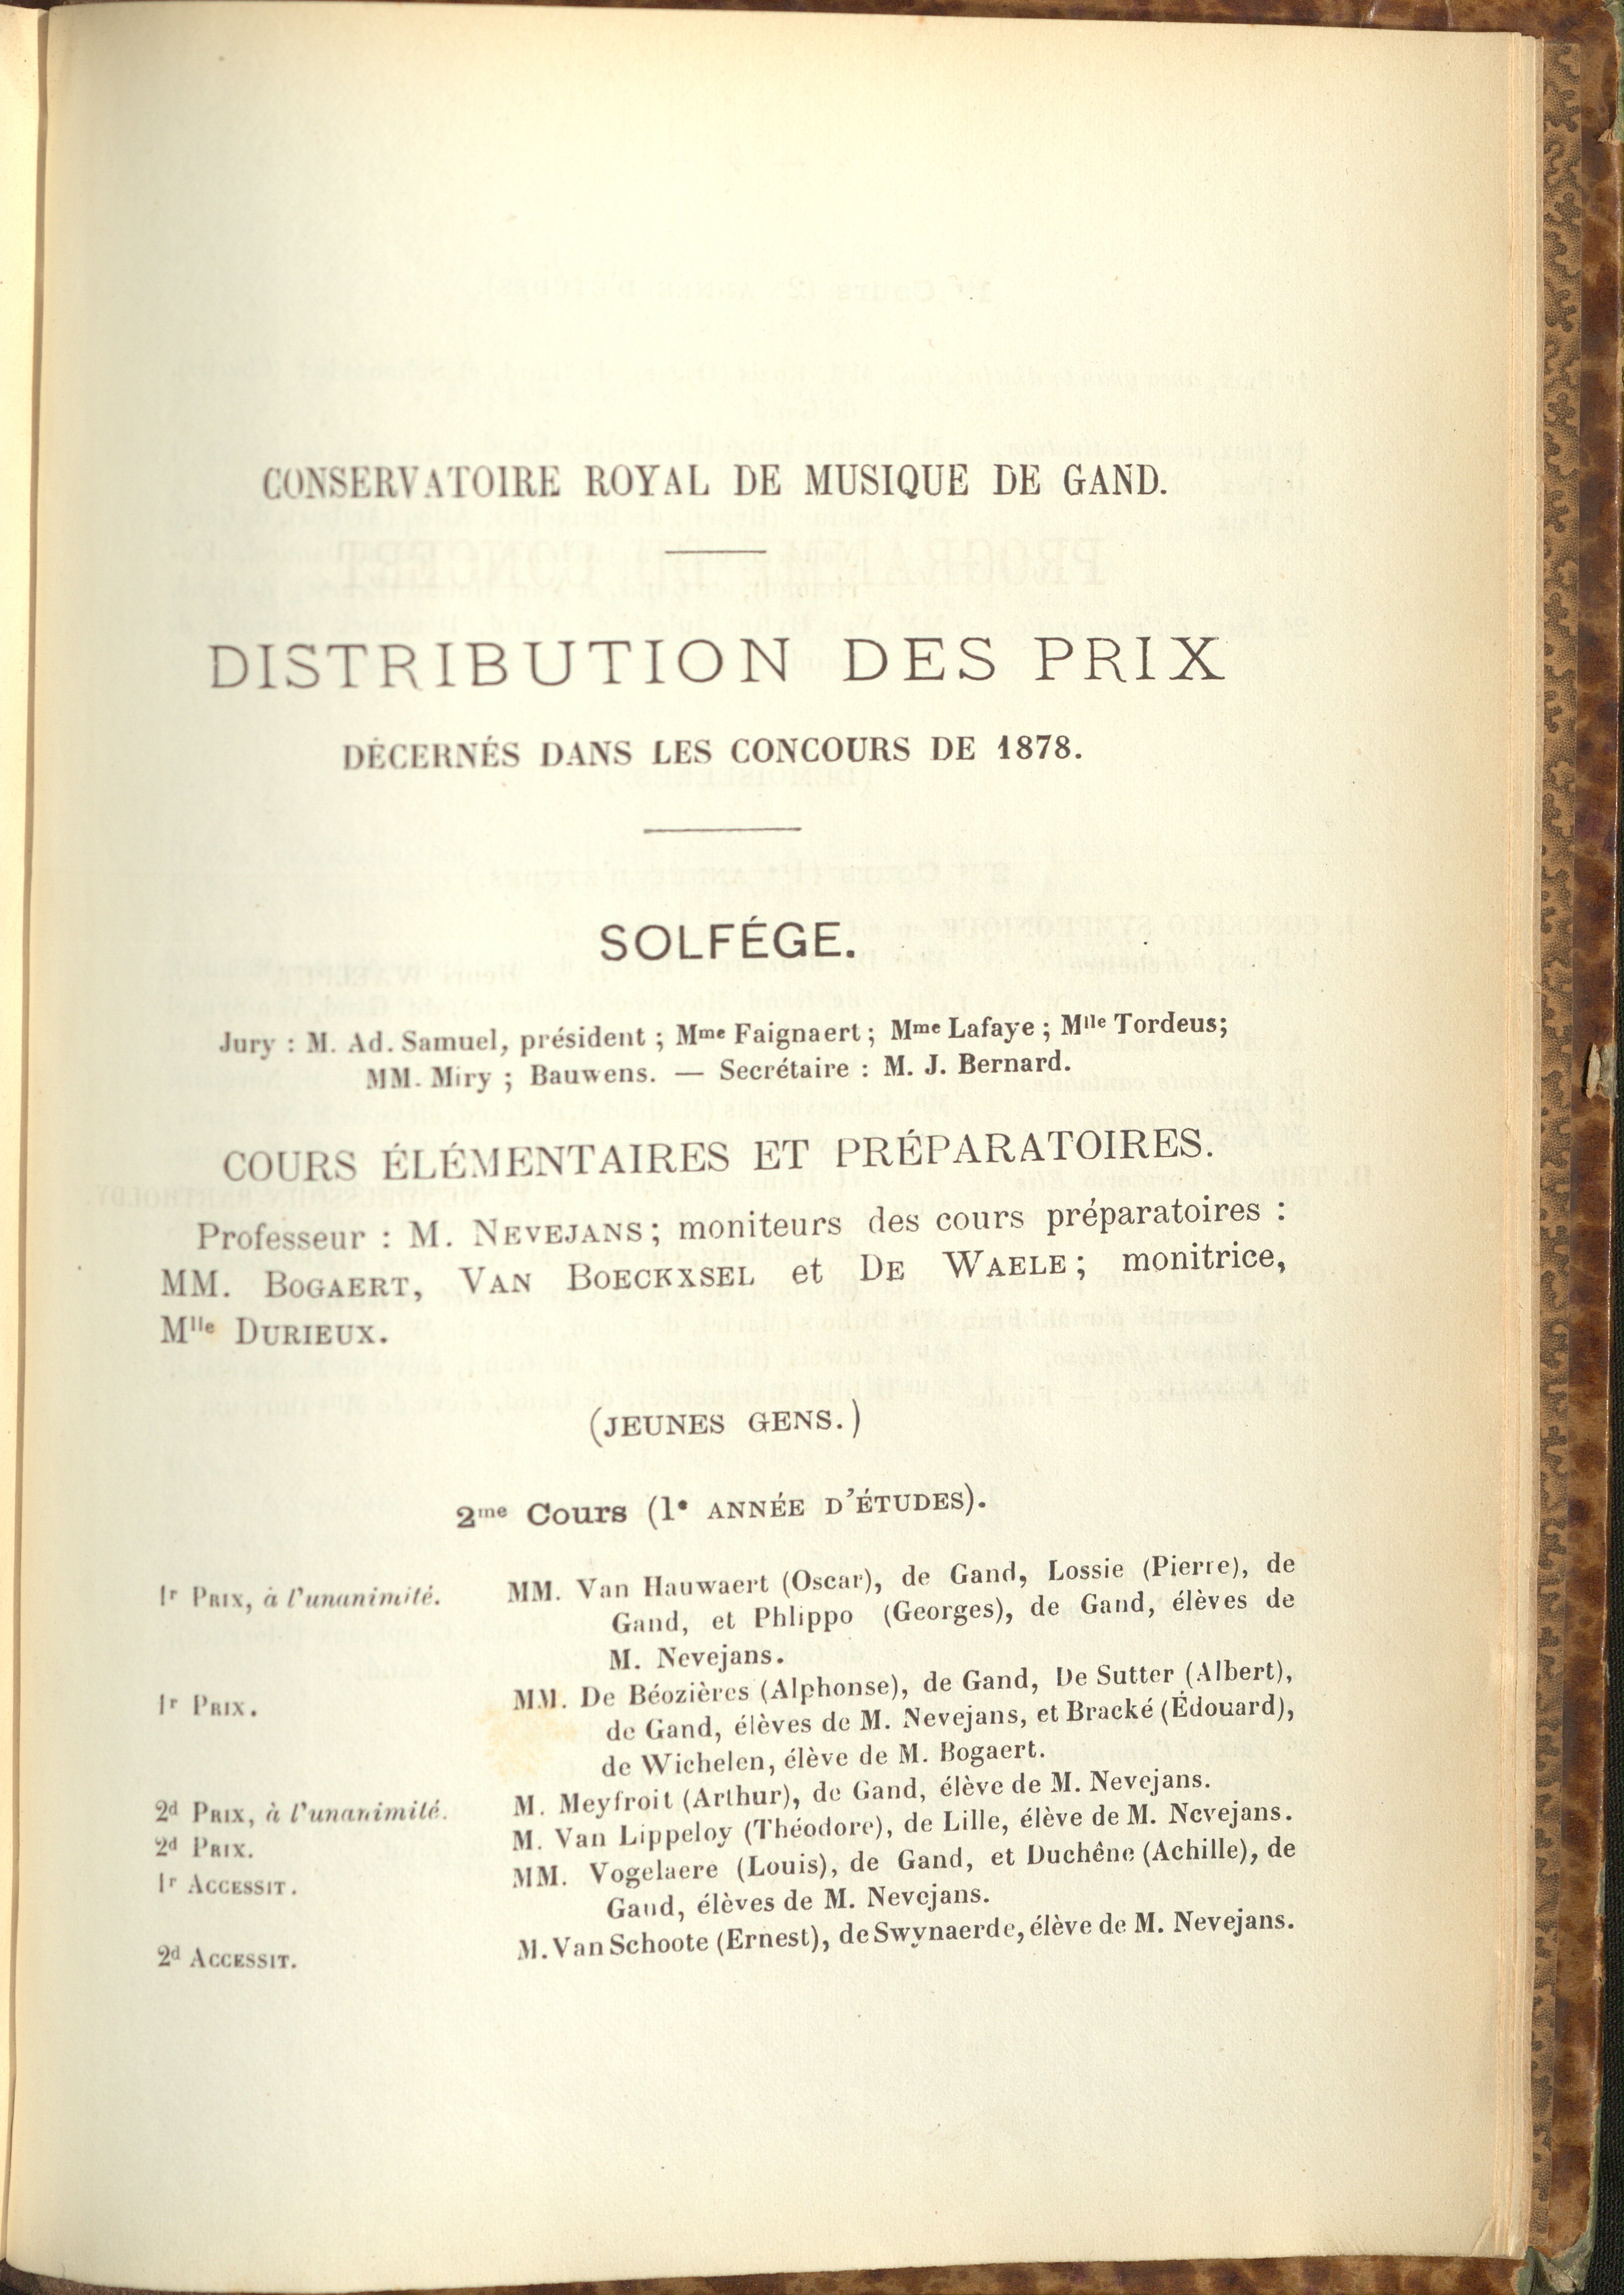 CONSERVATOIRE ROYAL DE MUSIQUE DE GAND.
DISTRIBUTION DES PRIX
DÉCERNÉS DANS LES CONCOURS DE 1878.
SOLFÉGE.
Jury : M. Ad. Samuel, président ; Mme Faignaert ; Mme Lafaye ; Mlle Tordeus;
MM. Miry ; Bauwens. — Secrétaire : M. J. Bernard.
COURS ÉLÉMENTAIRES ET PRÉPARATOIRES.
Professeur : M. NEVEJANS; moniteurs des cours préparatoires :
MM. BOGAERT, VAN BOECKXSEL et DE WAELE; monitrice,
Mlle DURIEUX.
(JEUNES GENS.)
2me Cours (1e ANNÉE D'ÉTUDES).
1r PRIX, à l'unanimité. MM. Van Hauwaert (Oscar), de Gand, Lossie (Pierre), de
Gand, et Phlippo (Georges), de Gand, élèves de
M. Nevejans.
1r PRIX. MM. De Béozières (Alphonse), de Gand, De Sutter (Albert),
de Gand, élèves de M. Nevejans, et Bracké (Édouard),
de Wichelen, élève de M. Bogaert.
2d PRIX, à l'unanimité. M. Meyfroit (Arthur), de Gand, élève de M. Nevejans.
2d PRIX. M. Van Lippeloy (Théodore), de Lille, élève de M. Nevejans.
1r ACCESSIT. MM. Vogelaere (Louis), de Gand, et Duchêne (Achille), de
Gand, élèves de M. Nevejans.
2d ACCESSIT. M. Van Schoote (Ernest), de Swynaerde, élève de M. Nevejans.